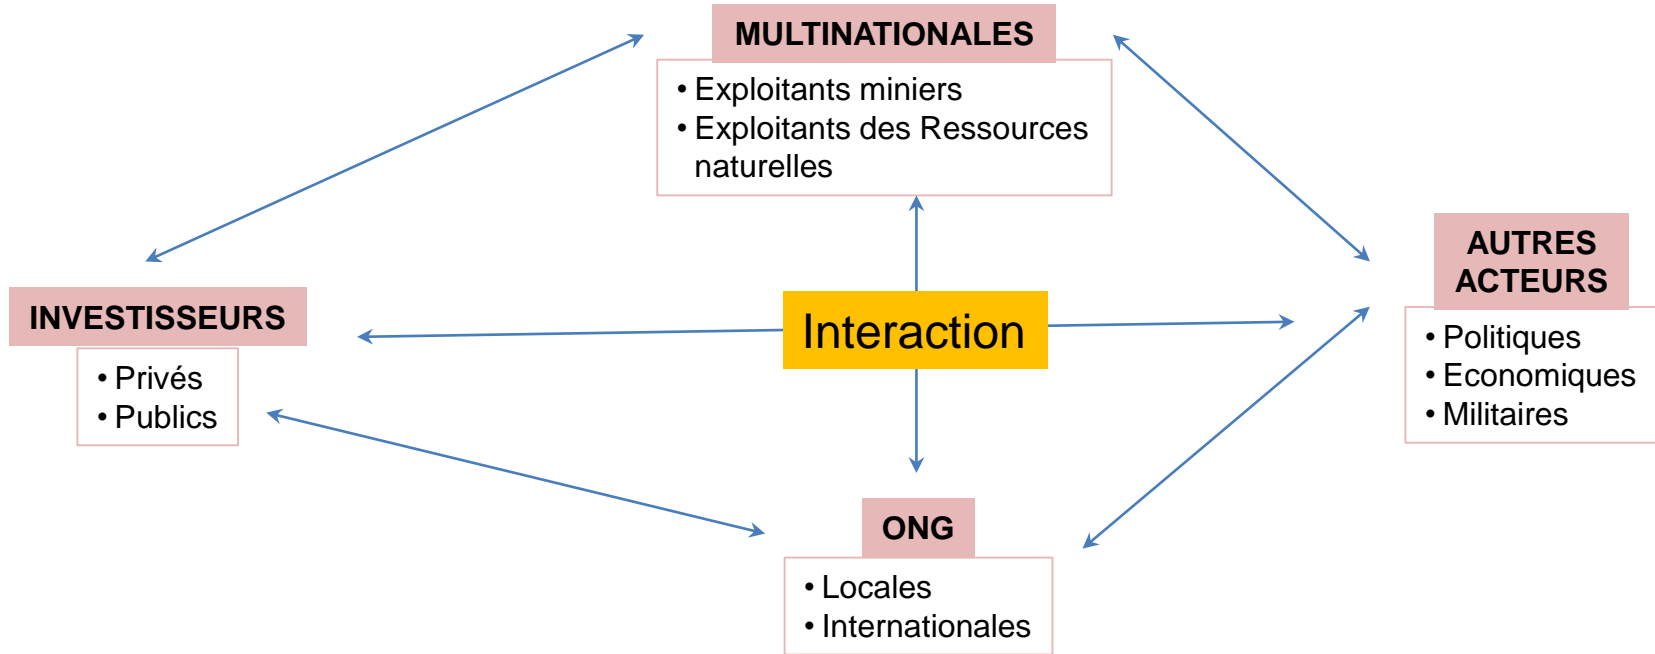 MULTINATIONALES
• Exploitants miniers
• Exploitants des Ressources
naturelles
INVESTISSEURS
• Privés
• Publics
Interaction
AUTRES
ACTEURS
• Politiques
• Economiques
• Militaires
ONG
• Locales
• Internationales